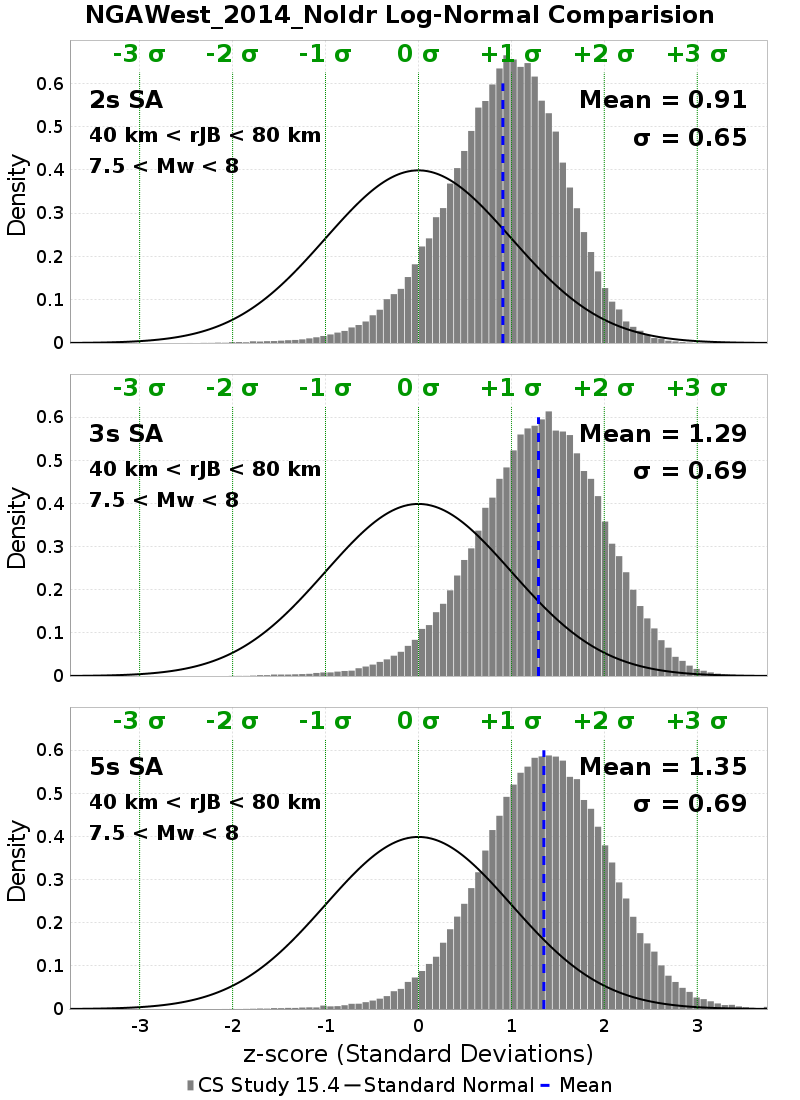 NGAWest_2014_NoIdr Log-Normal Comparision
-3 σ -2 σ -1 σ 0 σ +1 σ +2 σ +3 σ
2s SA
Mean = 0.91
40 km < rJB < 80 km
σ = 0.65
7.5 < Mw < 8
Density
0.6
0.5
0.4
0.3
0.2
0.1
0
-3 σ -2 σ -1 σ 0 σ +1 σ +2 σ +3 σ
3s SA
Mean = 1.29
40 km < rJB < 80 km
σ = 0.69
7.5 < Mw < 8
Density
0.6
0.5
0.4
0.3
0.2
0.1
0
-3 σ -2 σ -1 σ 0 σ +1 σ +2 σ +3 σ
5s SA
Mean = 1.35
40 km < rJB < 80 km
σ = 0.69
7.5 < Mw < 8
Density
0.6
0.5
0.4
0.3
0.2
0.1
0
-3 -2 -1 0 1 2 3
z-score (Standard Deviations)
CS Study 15.4 Standard Normal Mean